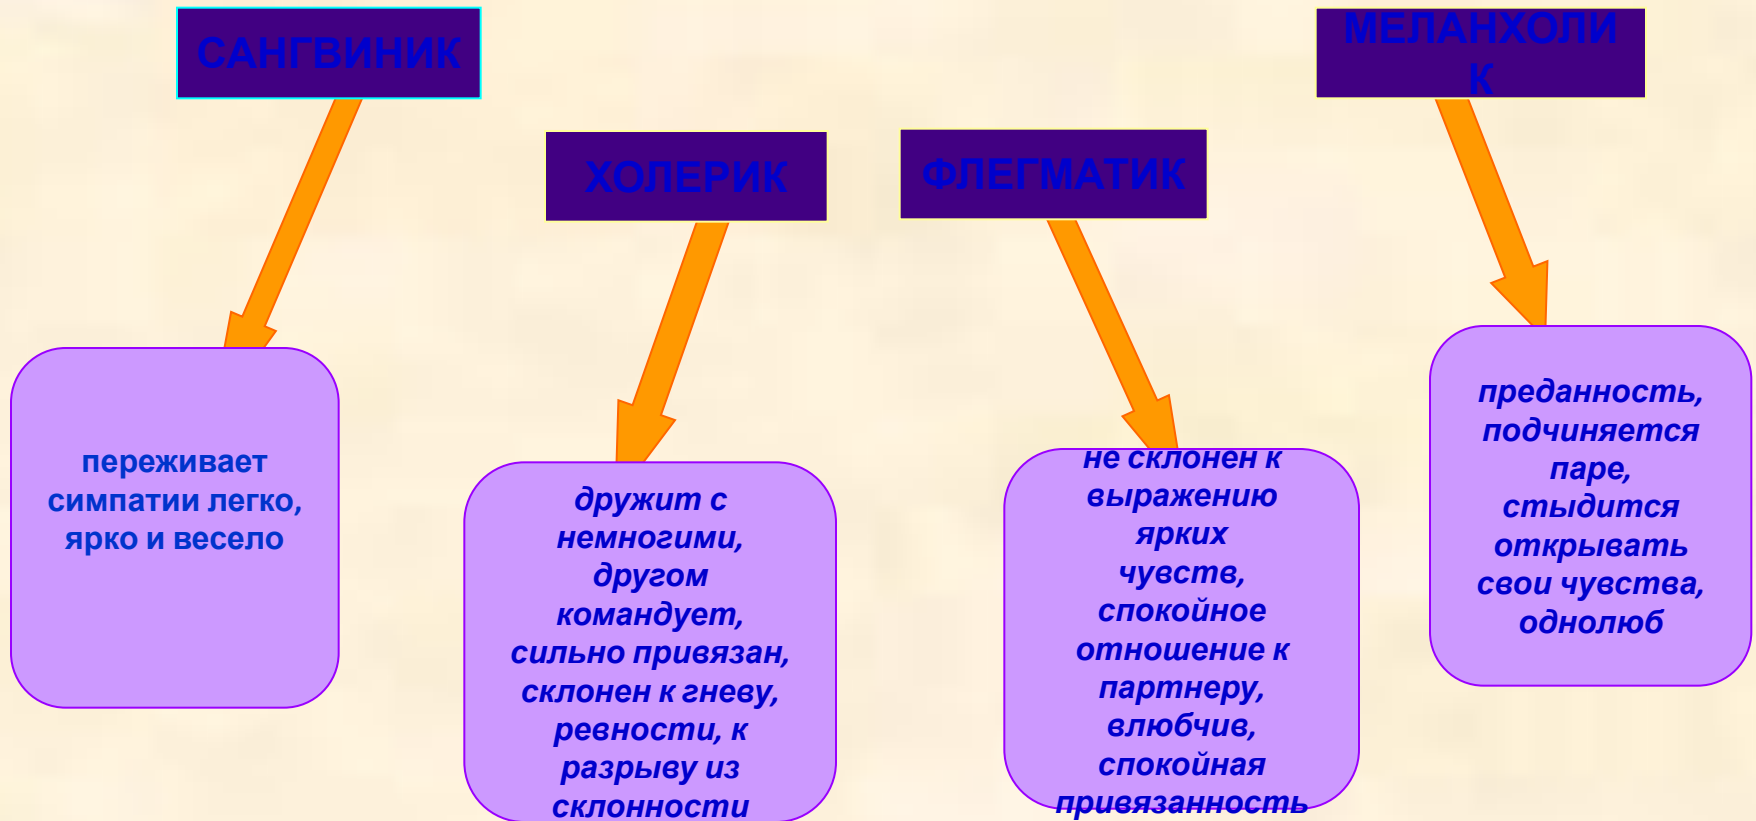 САНГВИНИК
МЕЛАНХОЛИ
К
ХОЛЕРИК
ФЛЕГМАТИК
переживает
симпатии легко,
ярко и весело
дружит с
немногими,
другом
командует,
сильно привязан,
склонен к гневу,
ревности, к
разрыву из
склонности
не склонен к
выражению
ярких
чувств,
спокойное
отношение к
партнеру,
влюбчив,
спокойная
привязанность
преданность,
подчиняется
паре,
стыдится
открывать
свои чувства,
однолюб